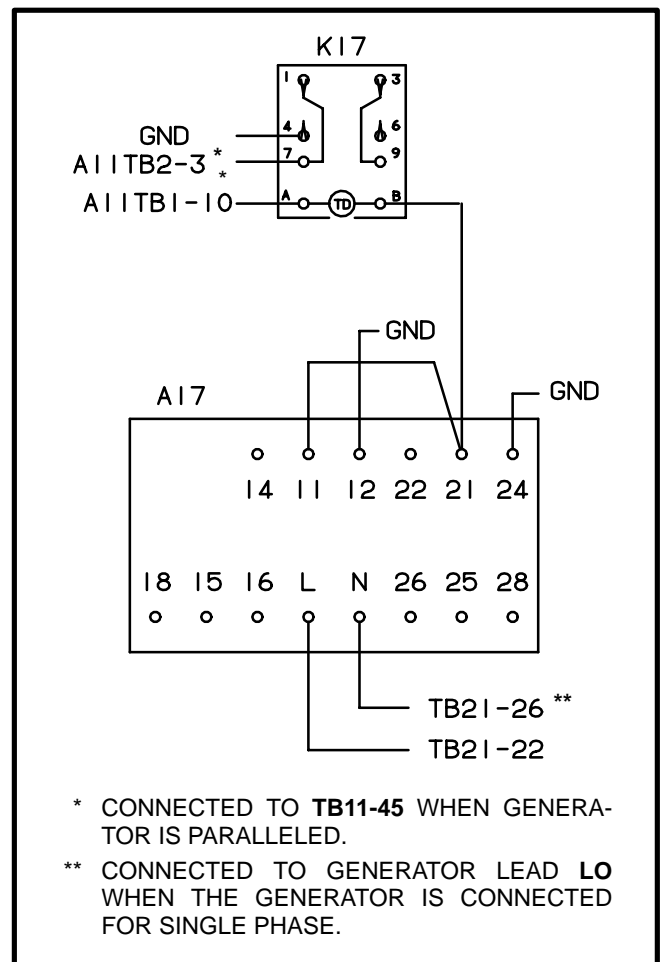 K17
1 3
4 6
GND
A11TB2-3 *
7 9
*
A11TB1-10
A TD B
GND
A17
GND
14 11 12 22 21 24
18 15 16 L N 26 25 28
TB21-26 **
TB21-22
* CONNECTED TO TB11-45 WHEN GENERA-
TOR IS PARALLELED.
** CONNECTED TO GENERATOR LEAD LO
WHEN THE GENERATOR IS CONNECTED
FOR SINGLE PHASE.